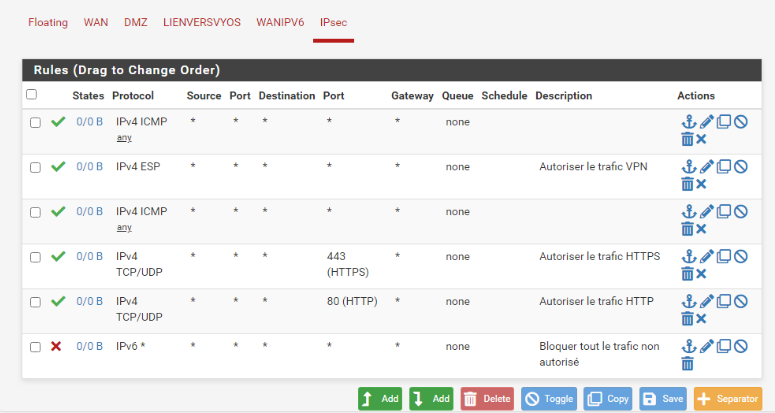 Floating WAN DMZ LIENVERSVYOS WANIPV6 IPsec
Rules (Drag to Change Order)
States Protocol Source Port Destination Port Gateway Queue Schedule Description Actions
0/0 B IPv4 ICMP * * * * * none
any
0/0 B IPv4 ESP * * * * * none Autoriser le trafic VPN
0/0 B IPv4 ICMP * * * * * none
any
0/0 B IPv4 * * * 443 * none Autoriser le trafic HTTPS
TCP/UDP (HTTPS)
0/0 B IPv4 * * * 80 (HTTP) * none Autoriser le trafic HTTP
TCP/UDP
0/0 B IPv6 * * * * * * none Bloquer tout le trafic non
autorisé
Add Add Delete Toggle Copy Save Separator